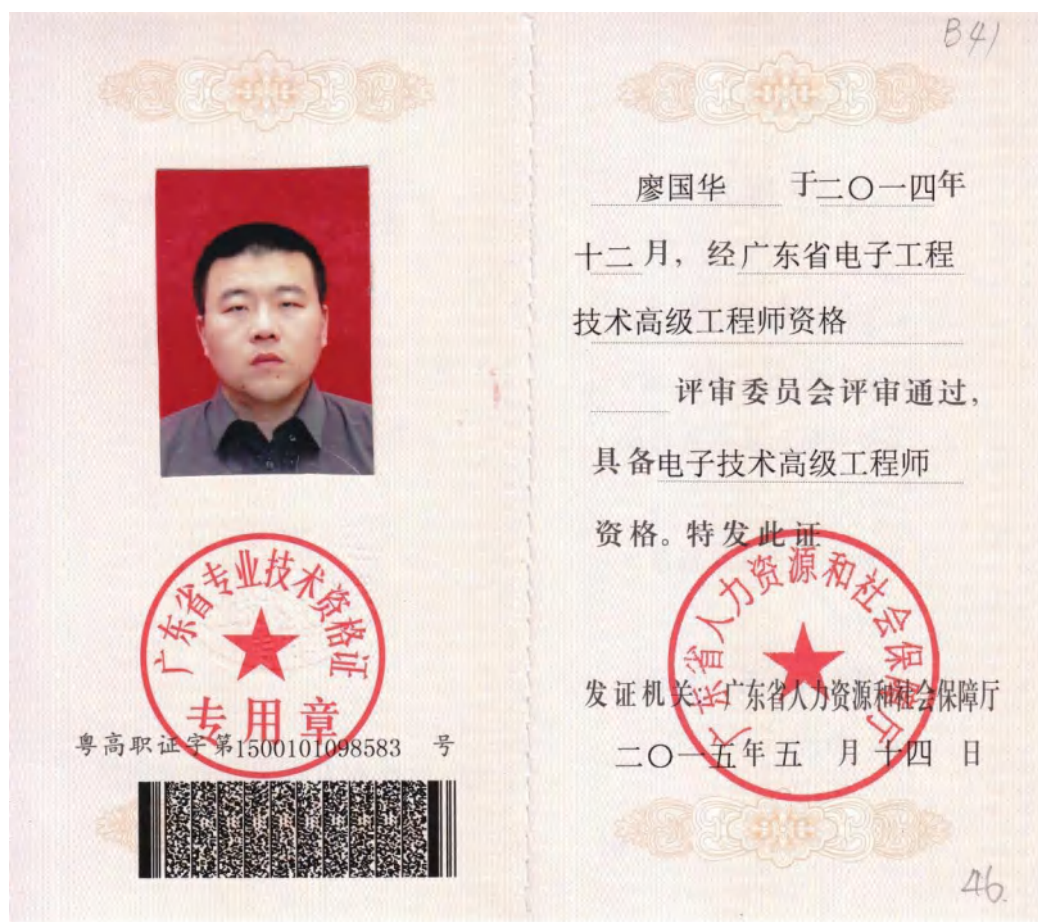 B41
廖国华 于二〇一四年
十二月，经广东省电子工程
技术高级工程师资格
评审委员会评审通过，
具备电子技术高级工程师
资格。特发此证
广东省专业技术资格证
专用章
粤高职证字第1500101098583 号
广东省人力资源和社会保障厅
发证机关：广东省人力资源和社会保障厅
二〇一五年五 月十四 日
46.